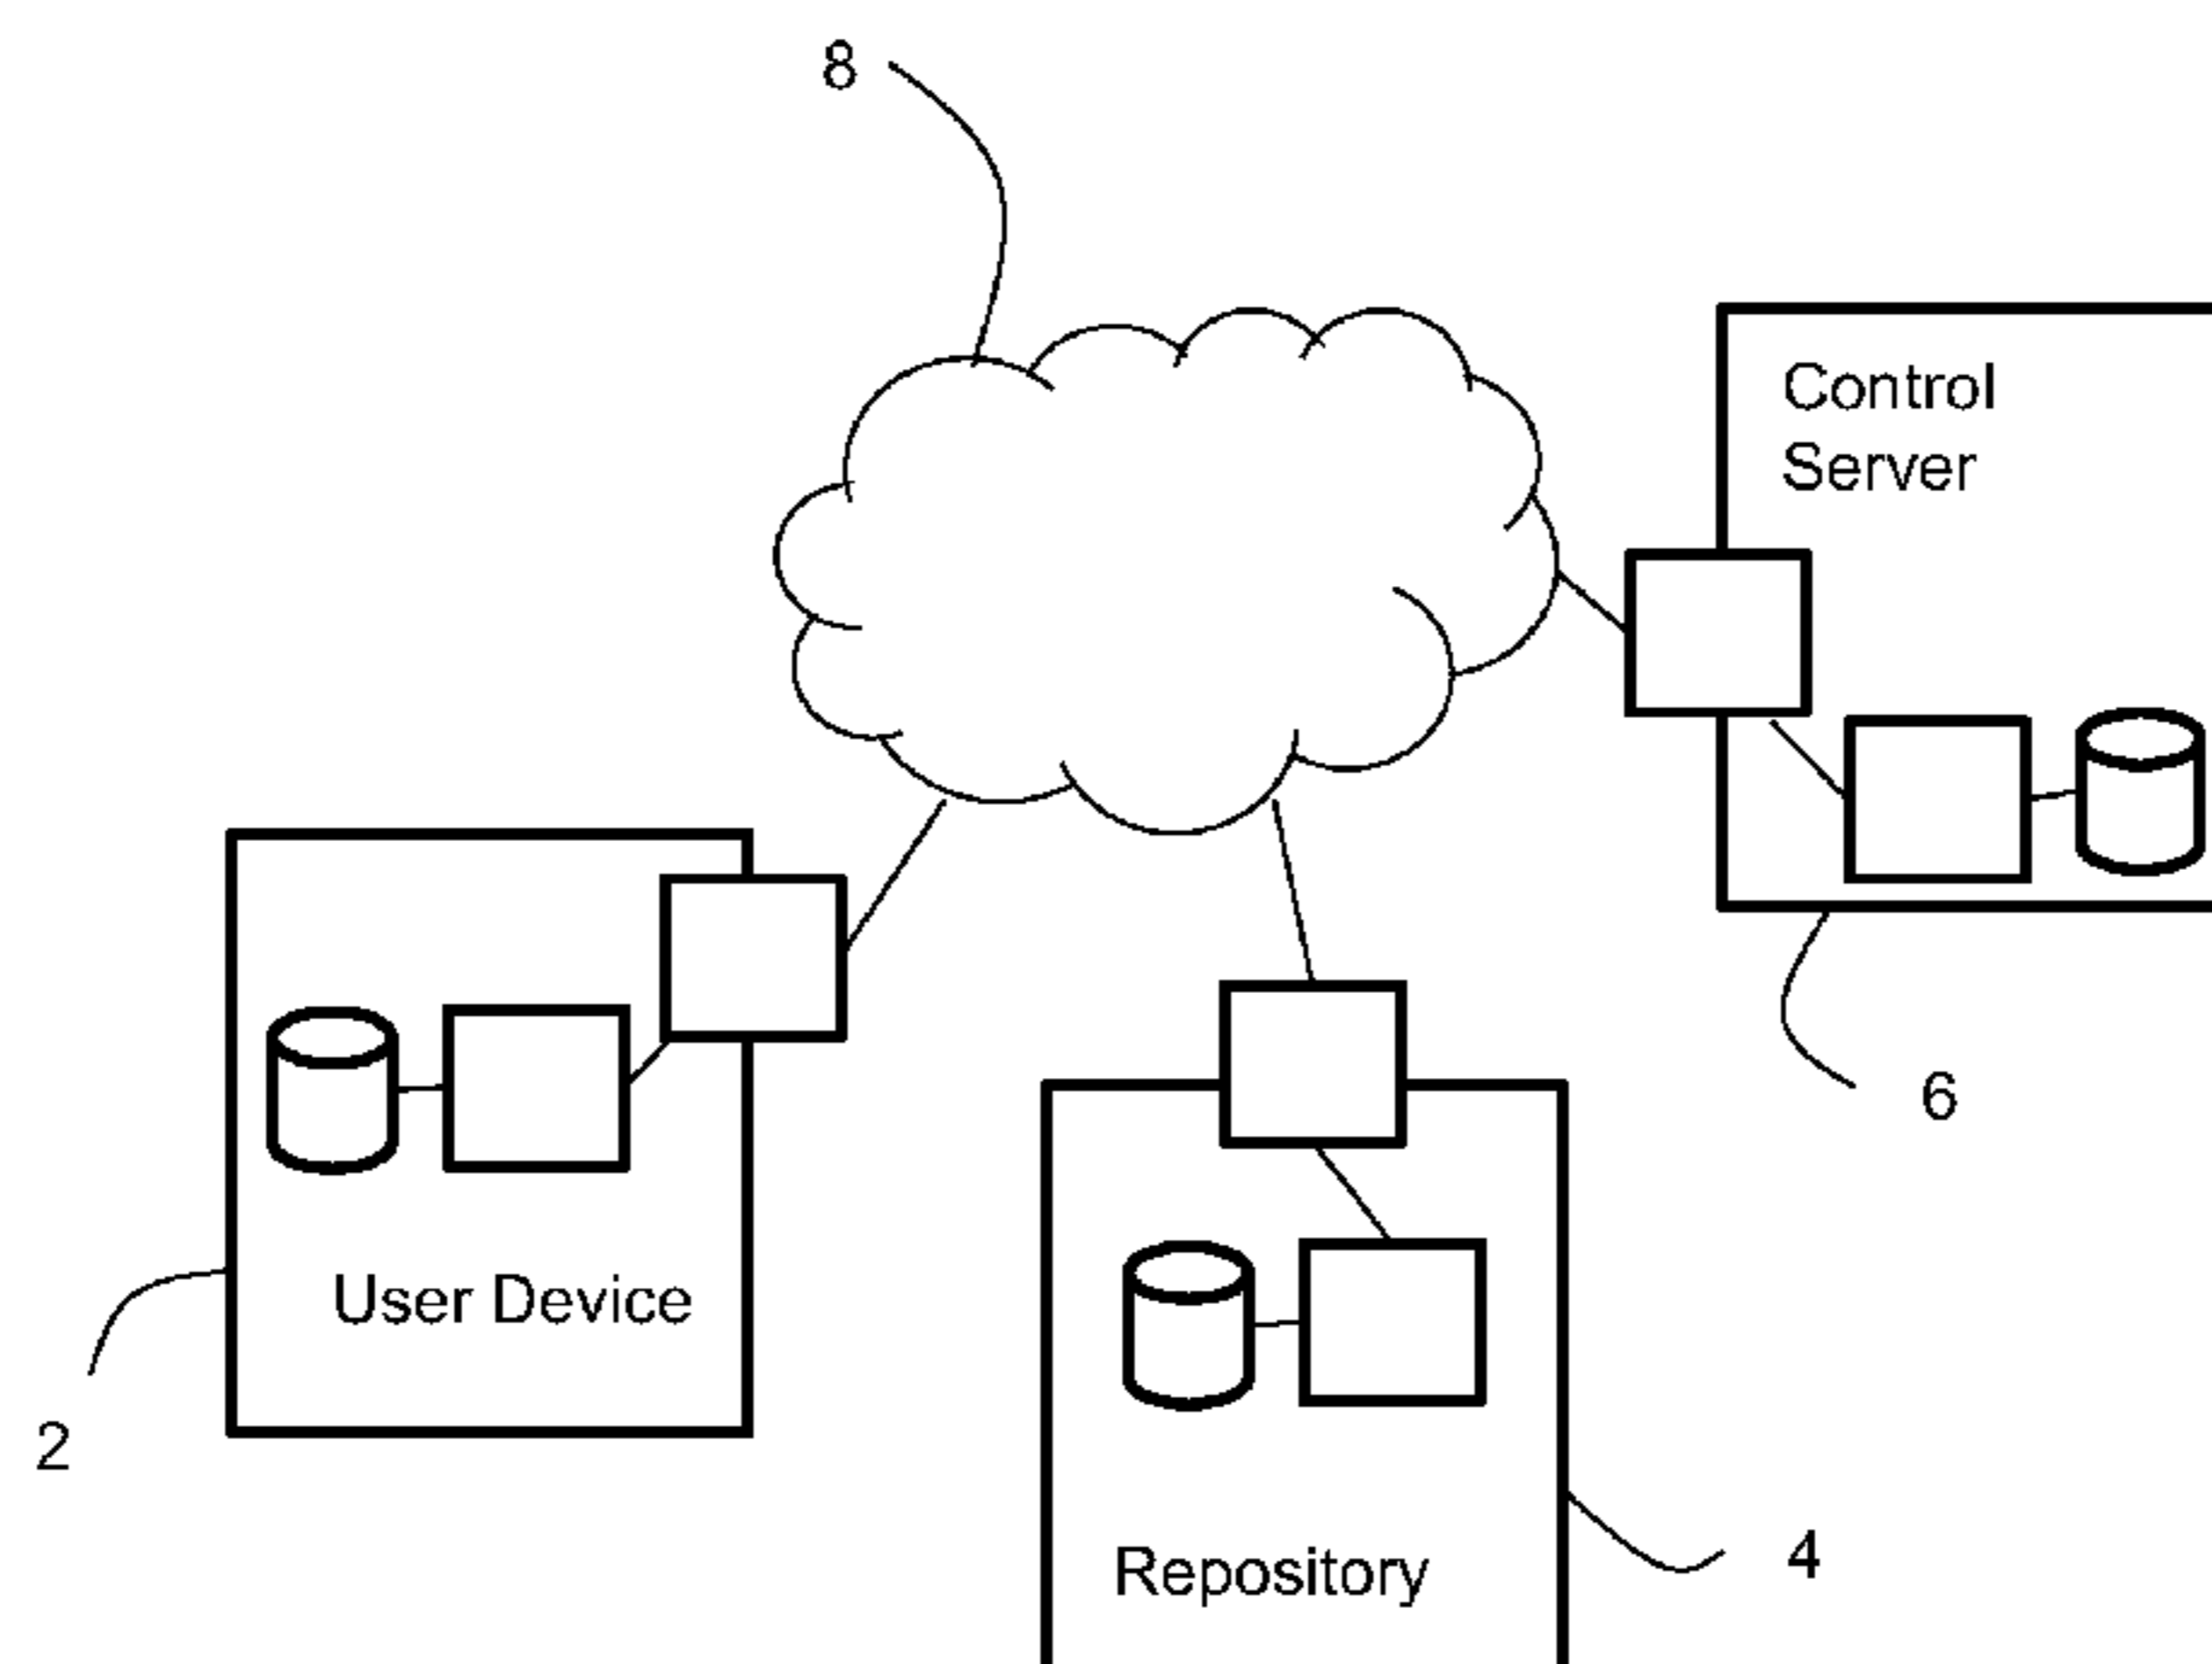 8
Control
Server
6
User Device
2
Repository
4